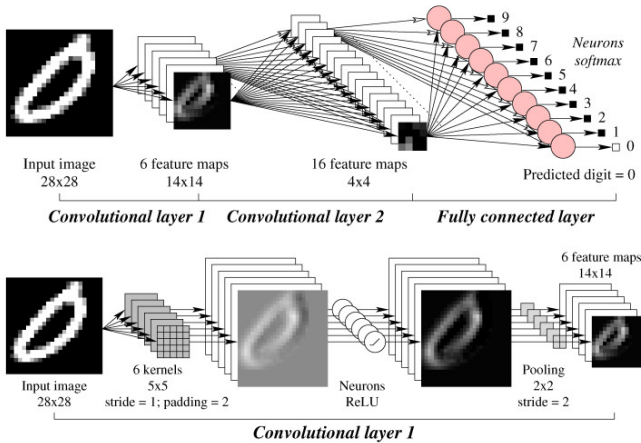 9
8
7
6
5
4
3
2
1
0
Neurons
softmax
Input image
28x28
6 feature maps
14x14
16 feature maps
4x4
Predicted digit = 0
Convolutional layer 1
Convolutional layer 2
Fully connected layer
6 feature maps
14x14
Input image
28x28
6 kernels
5x5
stride = 1; padding = 2
Neurons
ReLU
Pooling
2x2
stride = 2
Convolutional layer 1